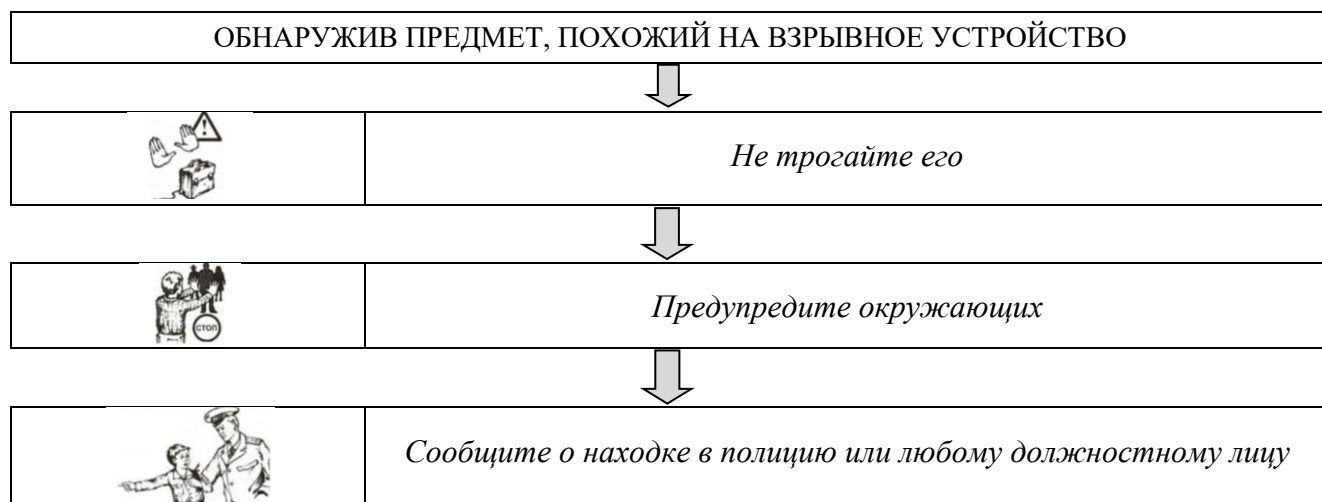 ОБНАРУЖИВ ПРЕДМЕТ, ПОХОЖИЙ НА ВЗРЫВНОЕ УСТРОЙСТВО
Не трогайте его
СТОП
Предупредите окружающих
Сообщите о находке в полицию или любому должностному лицу